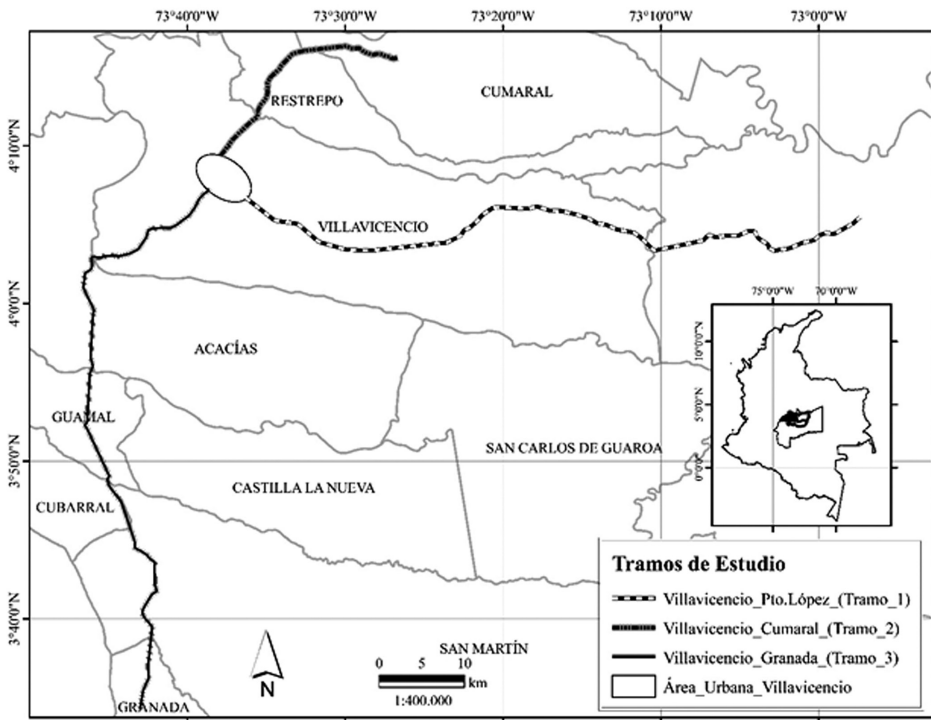 73°40'0"W 73°30'0"W 73°20'0"W 73°10'0"W 73°0'0"W
4°10'0"N
4°0'0"N
3°50'0"N
3°40'0"N
RESTREPO
CUMARAL
VILLAVICENCIO
ACACÍAS
GUAMAL
SAN CARLOS DE GUAROA
CASTILLA LA NUEVA
CUBARRAL
SAN MARTÍN
GRANADA
N
0 5 10
km
1:400.000
75°0'0"W 70°0'0"W
10°0'0"N
5°0'0"N
0°0'0"
Tramos de Estudio
Villavicencio_Pto.López_(Tramo_1)
Villavicencio_Cumaral_(Tramo_2)
Villavicencio_Granada_(Tramo_3)
Área_Urbana_Villavicencio